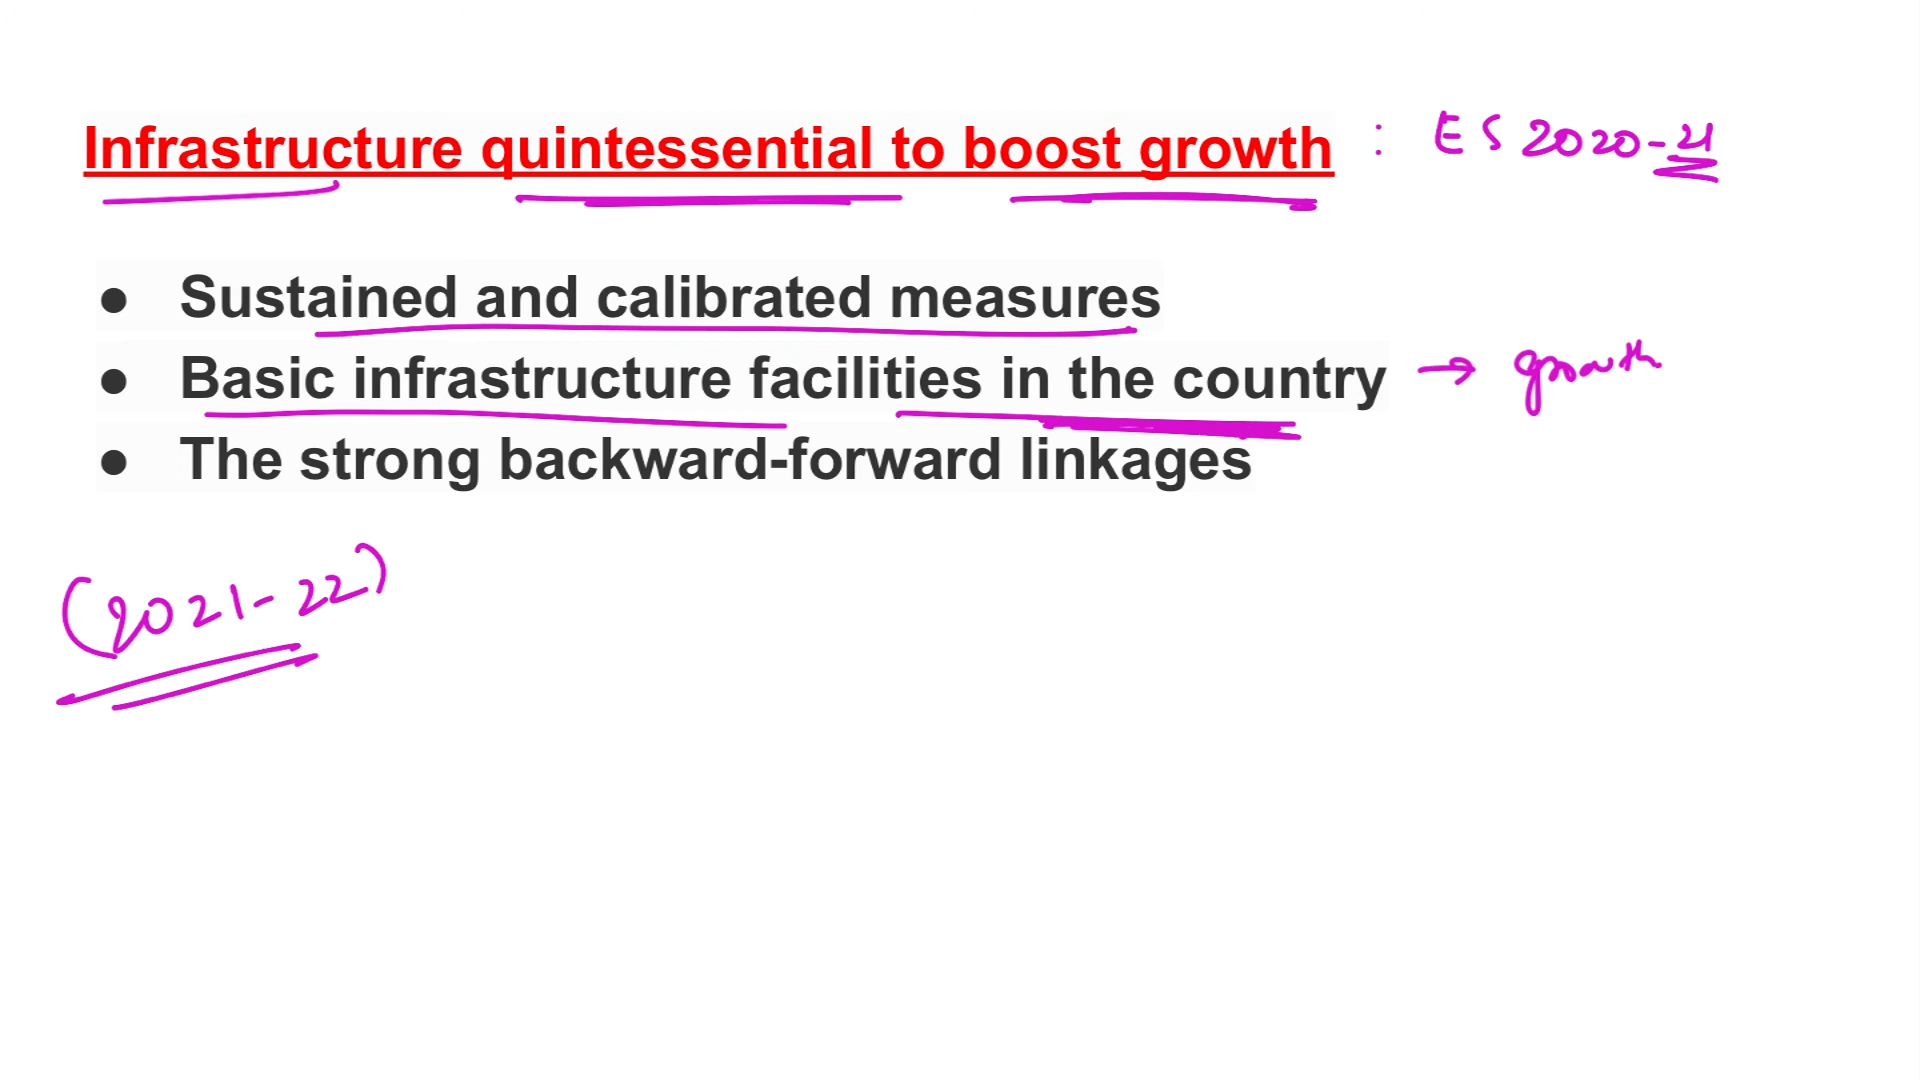 Infrastructure quintessential to boost growth : ES 2020-21
● Sustained and calibrated measures
● Basic infrastructure facilities in the country → growth
● The strong backward-forward linkages
(2021-22)